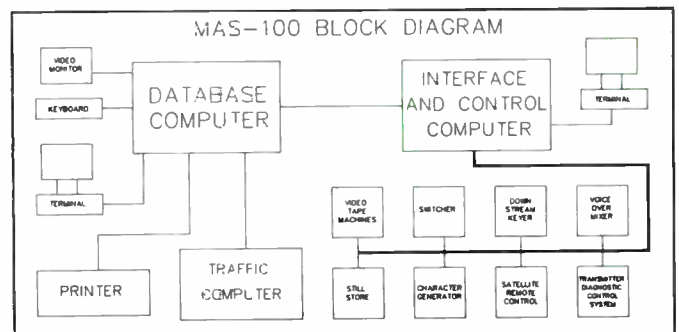 MAS-100 BLOCK DIAGRAM
VIDEO
MONITOR
KEYBOARD
TERMINAL
DATABASE
COMPUTER
INTERFACE
AND CONTROL
COMPUTER
TERMINAL
PRINTER
TRAFFIC
COMPUTER
VIDEO
TAPE
MACHINES
SWITCHER
DOWN
STREAM
KEYER
VOICE
OVER
MIXER
STILL
STORE
CHARACTER
GENERATOR
SATELLITE
REMOTE
CONTROL
TRANSMITTER
DIAGNOSTIC
CONTROL
SYSTEM